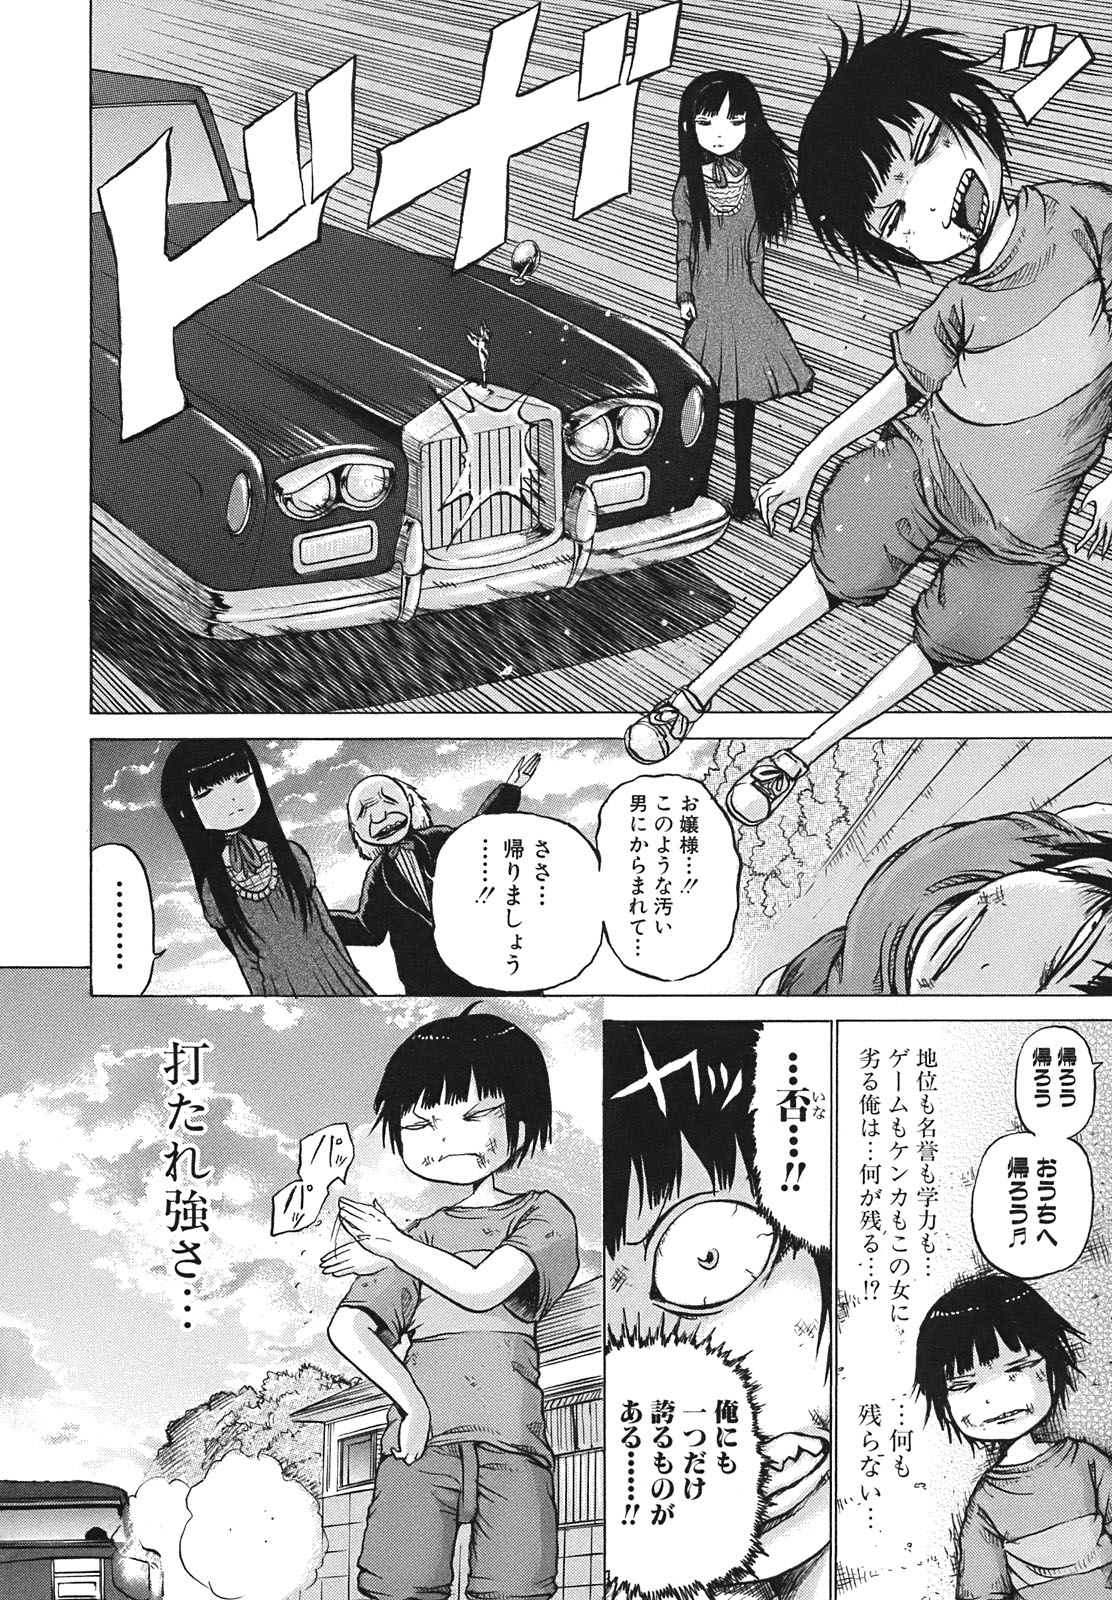 ドガッ
お嬢様…!!
このような汚い
男にからまれて…
ささ…
帰りましょう
……!!
………
帰ろう
帰ろう
おうちへ
帰ろう♬
地位も名誉も学力も…
ゲームもケンカもこの女に
劣る俺は…何が残る…!?
…何も
残らない…
…否…!!
いな
メッ
俺にも
一つだけ
誇るものが
ある……!!
パ
パ
打たれ強さ…